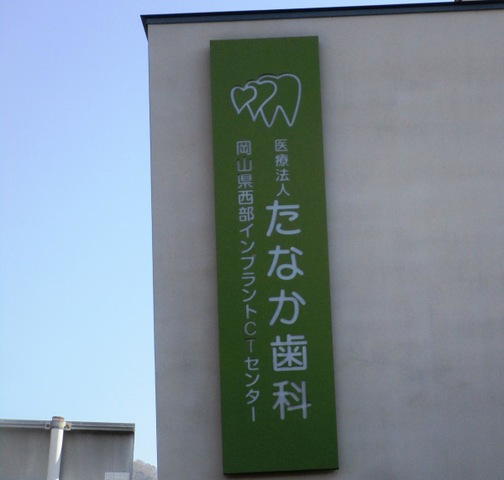 医療法人
たなか歯科
岡山県西部インプラントCTセンター